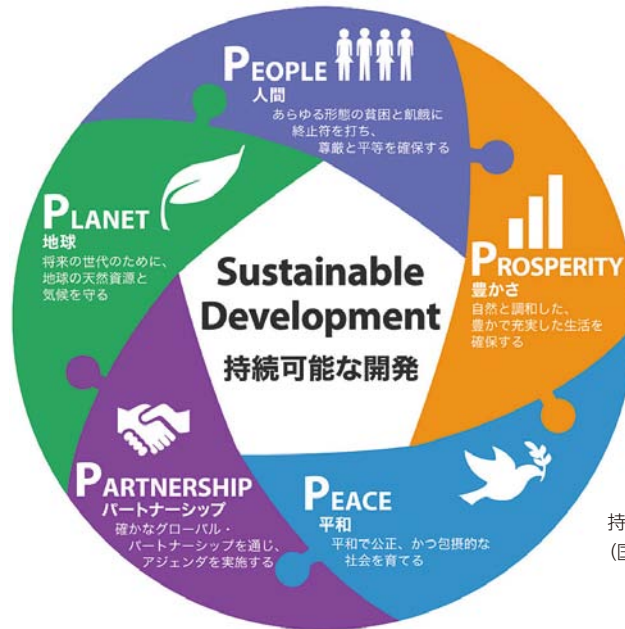 PEOPLE
人間
あらゆる形態の貧困と飢餓に
終止符を打ち、
尊厳と平等を確保する
PROSPERITY
豊かさ
自然と調和した、
豊かで充実した生活を
確保する
PLANET
地球
将来の世代のために、
地球の天然資源と
気候を守る
Sustainable
Development
持続可能な開発
PARTNERSHIP
パートナーシップ
確かなグローバル・
パートナーシップを通じ、
アジェンダを実施する
PEACE
平和
平和で公正、かつ包摂的な
社会を育てる
持